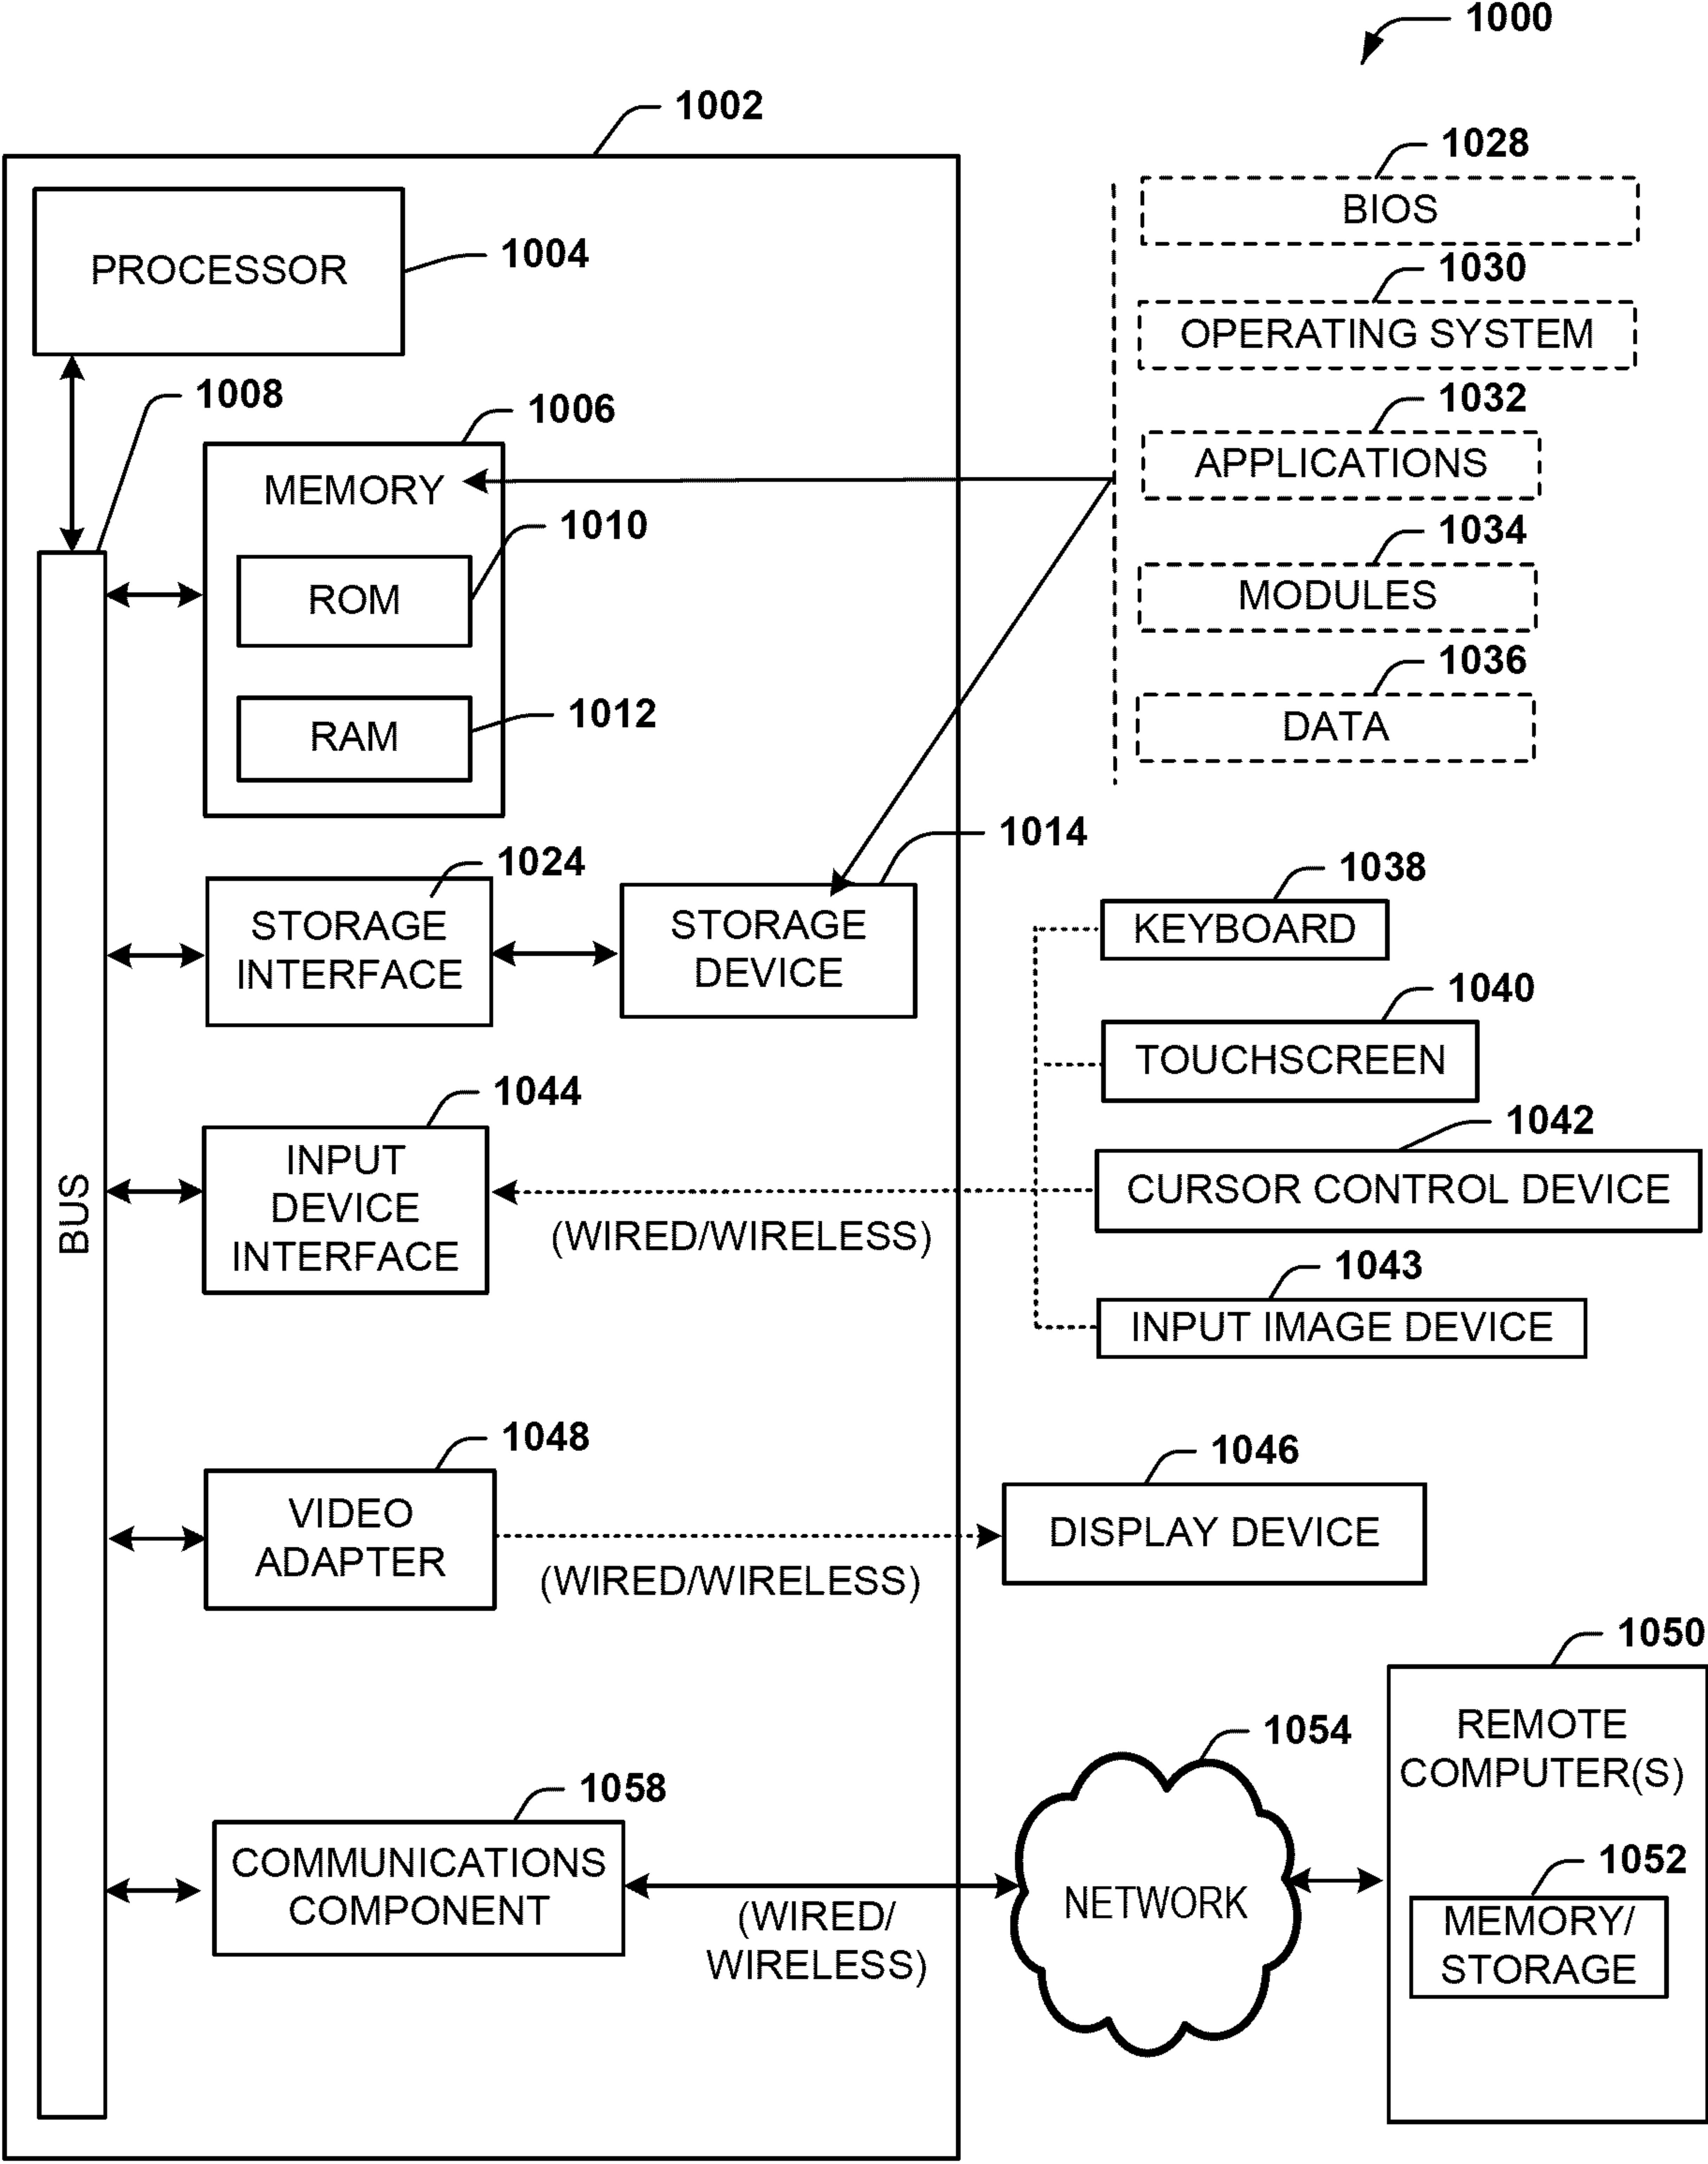 1000
1002
1028
BIOS
PROCESSOR
1004
1030
OPERATING SYSTEM
1008
1006
1032
APPLICATIONS
MEMORY
1010
1034
ROM
MODULES
1012
1036
RAM
DATA
1024
1014
1038
STORAGE
INTERFACE
STORAGE
DEVICE
KEYBOARD
1040
TOUCHSCREEN
1044
1042
INPUT
DEVICE
INTERFACE
BUS
(WIRED/WIRELESS)
CURSOR CONTROL DEVICE
1043
INPUT IMAGE DEVICE
1048
1046
VIDEO
ADAPTER
(WIRED/WIRELESS)
DISPLAY DEVICE
1050
REMOTE
COMPUTER(S)
1054
1058
COMMUNICATIONS
COMPONENT
(WIRED/
WIRELESS)
NETWORK
1052
MEMORY/
STORAGE